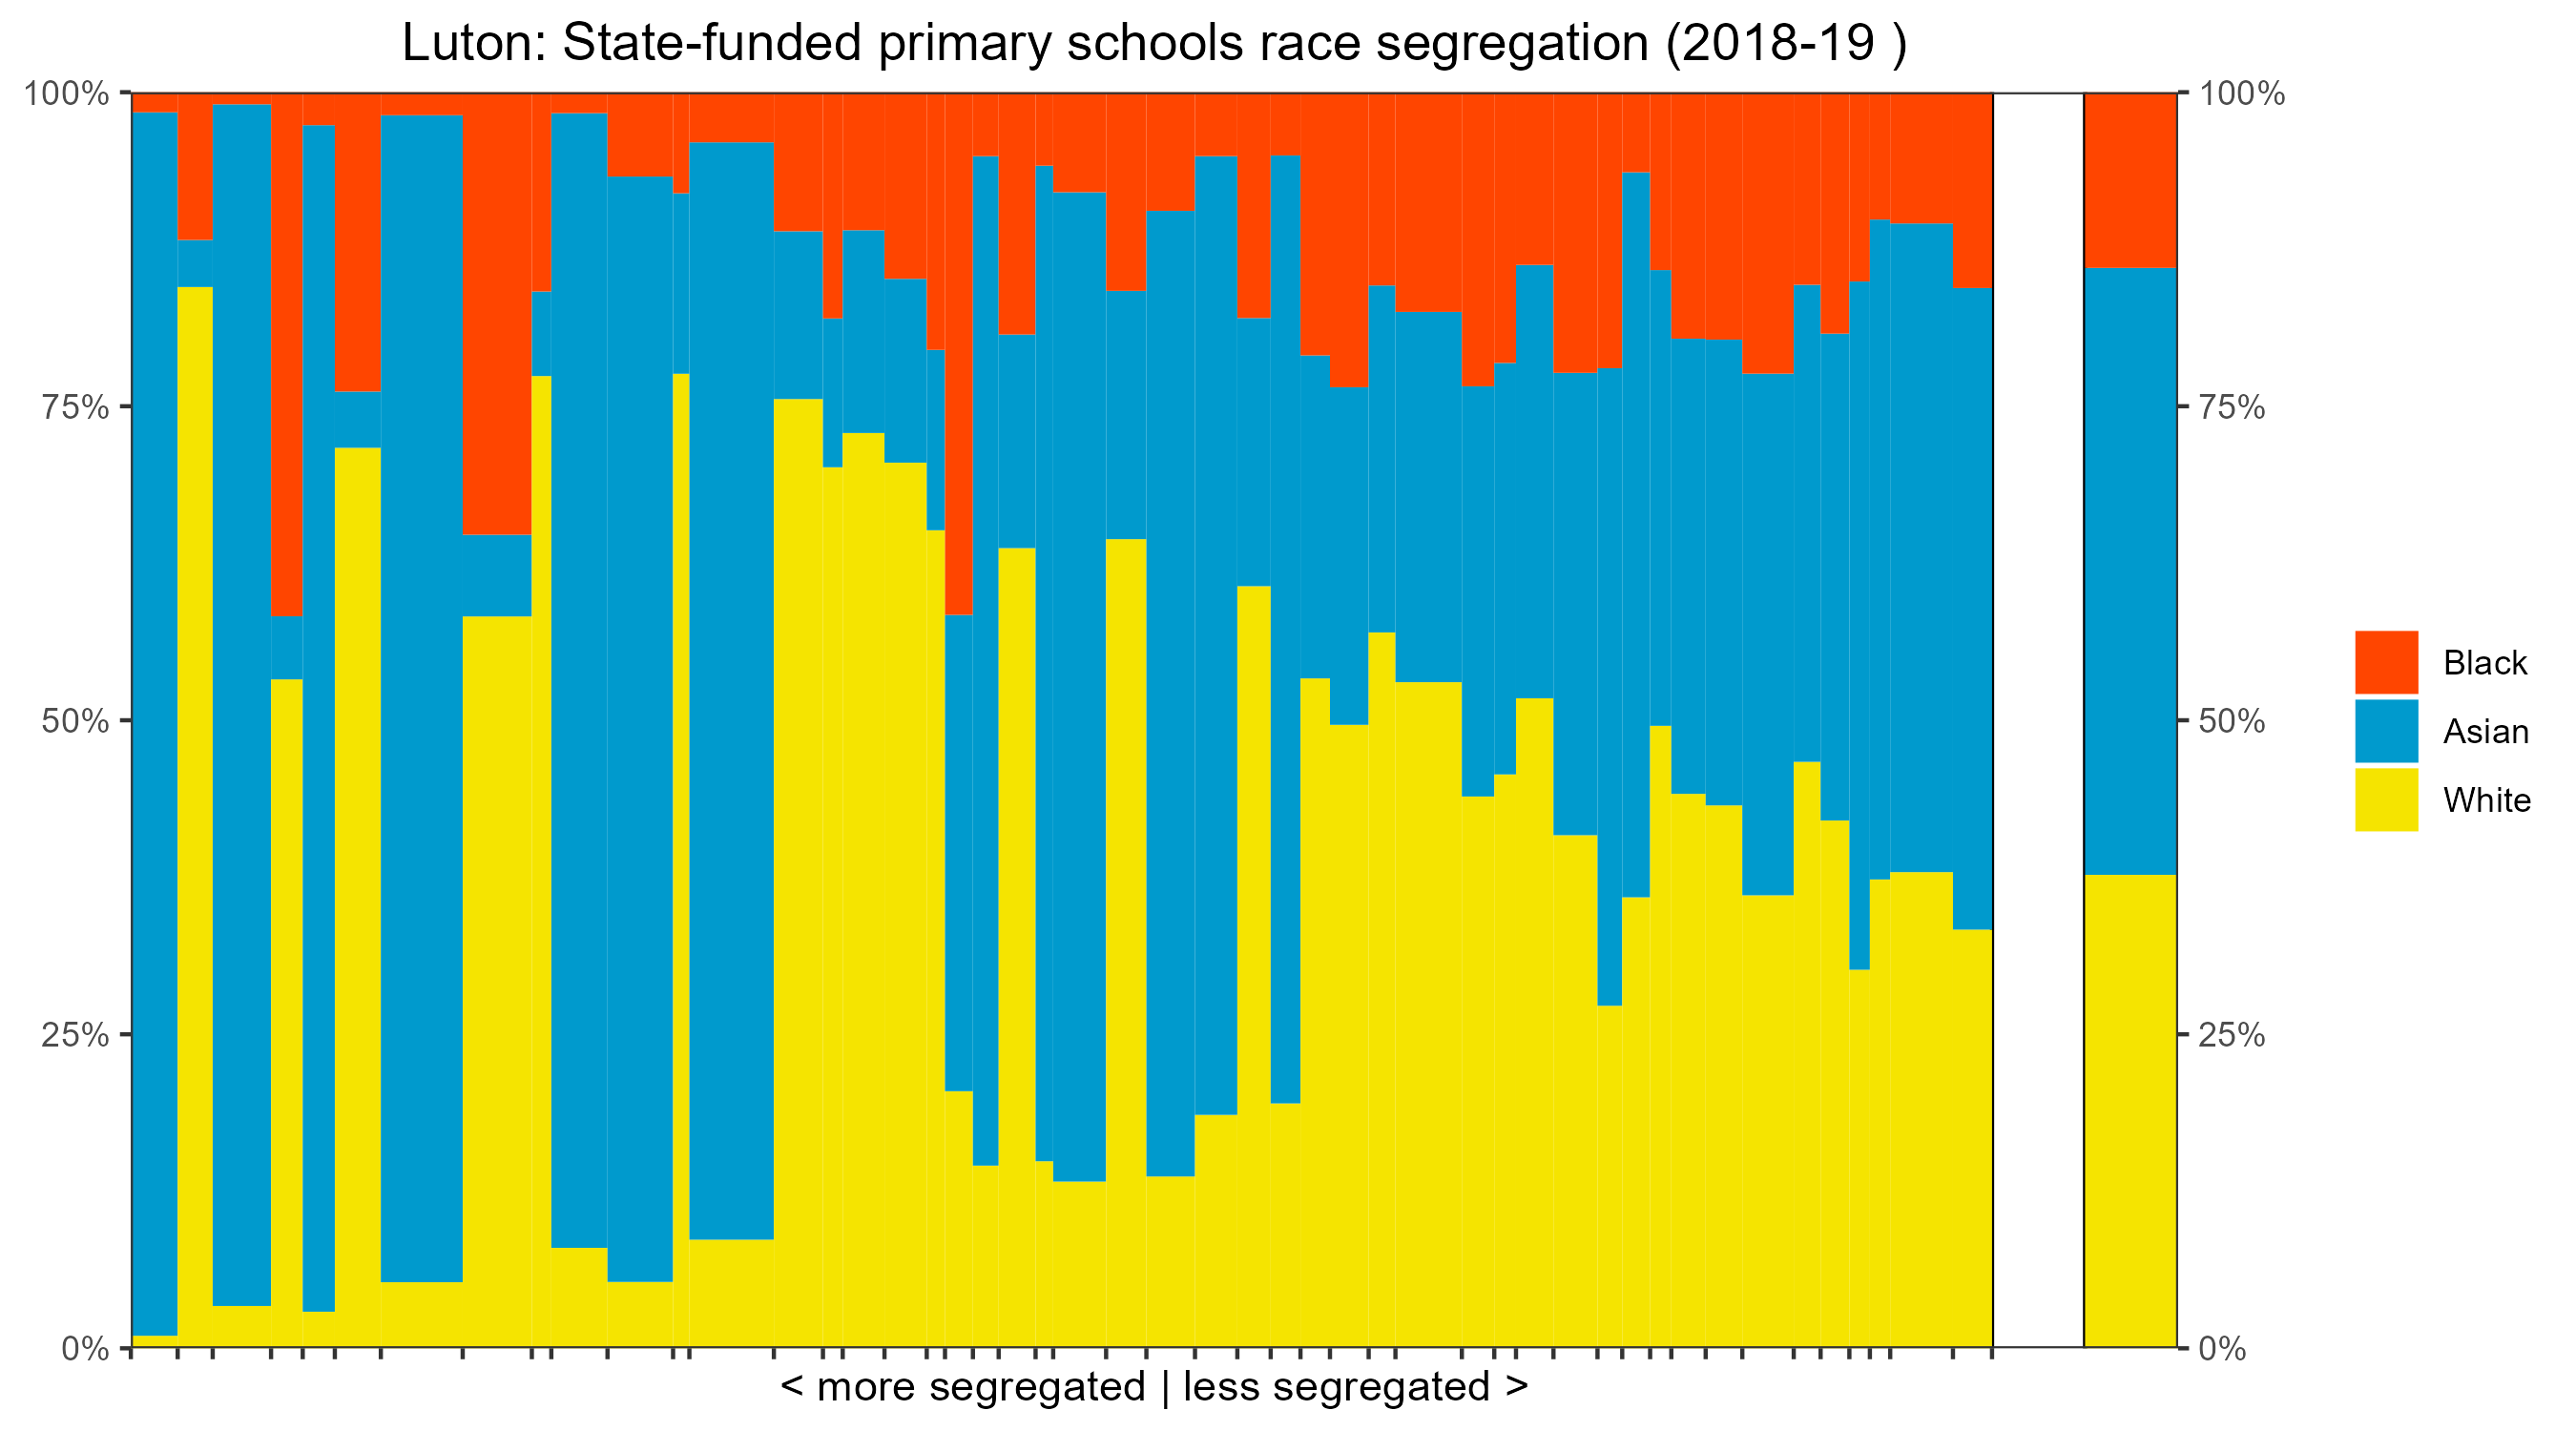 Luton: State-funded primary schools race segregation (2018-19 )
100%
75%
50%
25%
0%
100%
75%
50%
25%
0%
Black
Asian
White
< more segregated | less segregated >